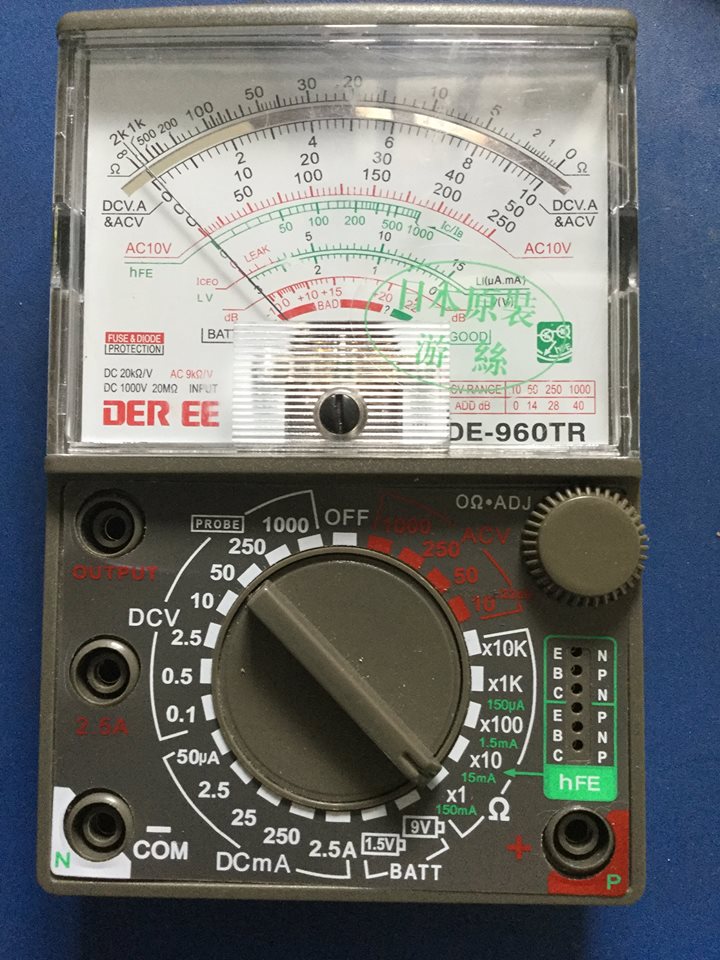 2k 1k 500 200 100 50 30 20 10 5 2 1 0
Ω ∞ Ω
0 2 4 6 8 10
0 10 20 30 40 50
0 50 100 150 200 250
DCV.A &ACV
DCV.A &ACV
AC10V AC10V
hFE 50 100 200 500 1000 Ic/Iв
LEAK 5 10 15
ICEO LI(μA.mA)
LV 3 2 1 0 (V)
dB -10 0 +10 +15 +20 +22 dB
BATT BAD ? GOOD
日本原裝
游絲
FUSE & DIODE
PROTECTION
hFE
DC 20kΩ/V AC 9kΩ/V
DC 1000V 20MΩ INPUT
CV RANGE 10 50 250 1000
ADD dB 0 14 28 40
DER EE
DE-960TR
OUTPUT
2.5A
N
COM
PROBE
1000
OFF
0Ω•ADJ
DCV
250
50
10
2.5
0.5
0.1
ACV
1000
250
50
10
50μA
2.5
25
250
2.5A
DCmA
1.5V
9V
BATT
x10K
x1K
150μA
x100
1.5mA
x10
15mA
x1
150mA
Ω
E N
B P
C N
E P
B N
C P
hFE
+
P